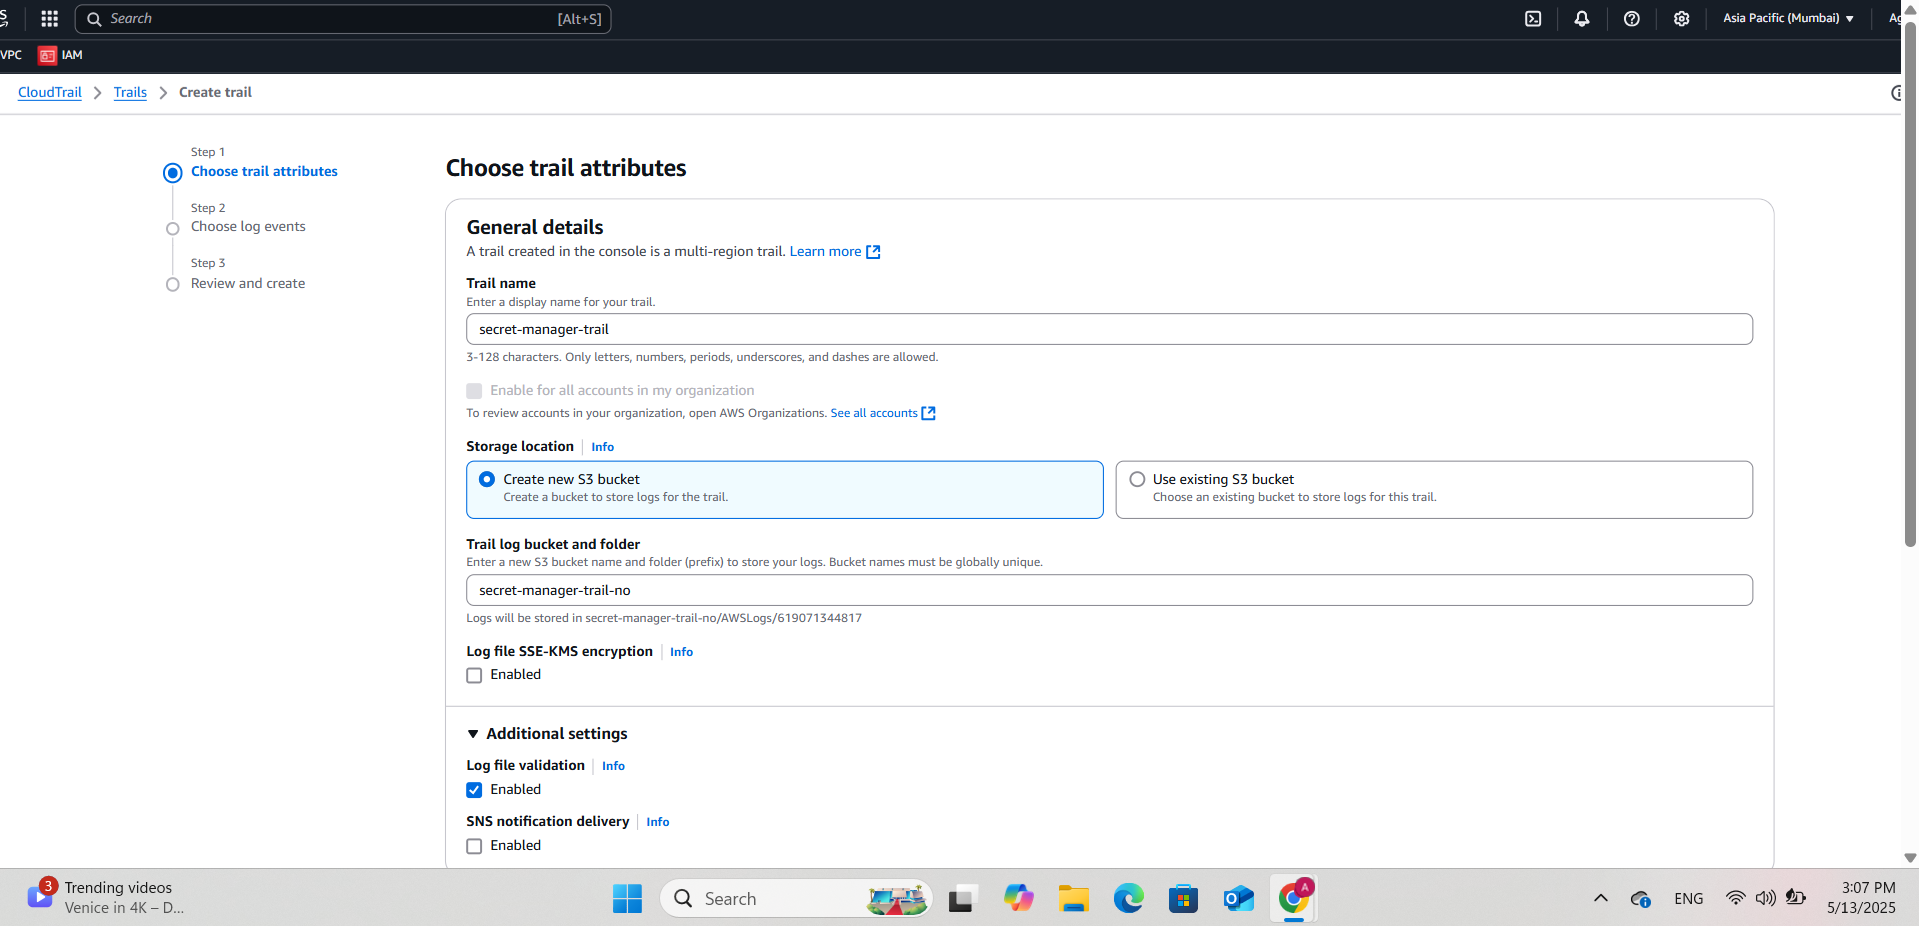 Search [Alt+S]
Asia Pacific (Mumbai)
VPC IAM
CloudTrail Trails Create trail
Step 1
Choose trail attributes
Step 2
Choose log events
Step 3
Review and create
Choose trail attributes
General details
A trail created in the console is a multi-region trail. Learn more
Trail name
Enter a display name for your trail.
secret-manager-trail
3-128 characters. Only letters, numbers, periods, underscores, and dashes are allowed.
Enable for all accounts in my organization
To review accounts in your organization, open AWS Organizations. See all accounts
Storage location Info
Create new S3 bucket
Create a bucket to store logs for the trail.
Use existing S3 bucket
Choose an existing bucket to store logs for this trail.
Trail log bucket and folder
Enter a new S3 bucket name and folder (prefix) to store your logs. Bucket names must be globally unique.
secret-manager-trail-no
Logs will be stored in secret-manager-trail-no/AWSLogs/619071344817
Log file SSE-KMS encryption Info
Enabled
Additional settings
Log file validation Info
Enabled
SNS notification delivery Info
Enabled
3
Trending videos
Venice in 4K – D...
Search
A
ENG
3:07 PM
5/13/2025